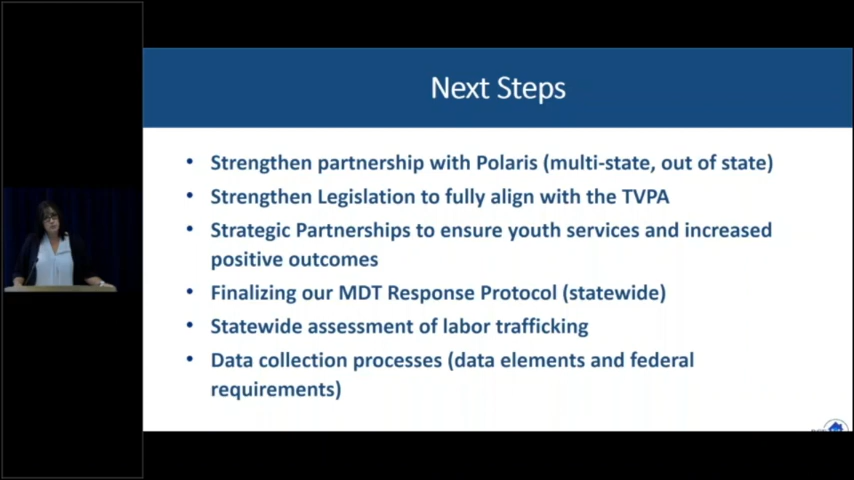 Next Steps
• Strengthen partnership with Polaris (multi-state, out of state)
• Strengthen Legislation to fully align with the TVPA
• Strategic Partnerships to ensure youth services and increased
positive outcomes
• Finalizing our MDT Response Protocol (statewide)
• Statewide assessment of labor trafficking
• Data collection processes (data elements and federal
requirements)